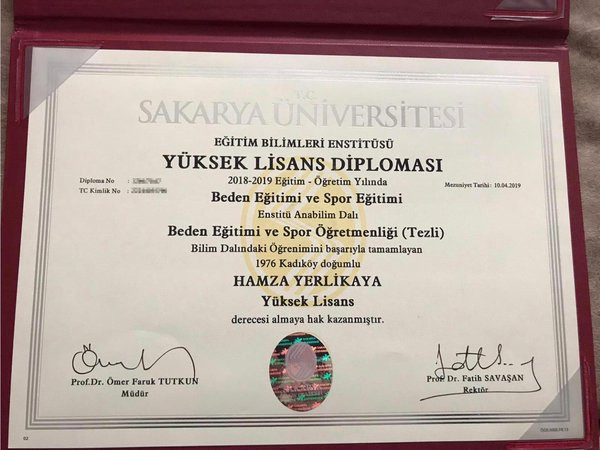 T.C.
SAKARYA ÜNİVERSİTESİ
EĞİTİM BİLİMLERİ ENSTİTÜSÜ
YÜKSEK LİSANS DİPLOMASI
Diploma No :
TC Kimlik No :
2018-2019 Eğitim - Öğretim Yılında
Mezuniyet Tarihi : 10.04.2019
Beden Eğitimi ve Spor Eğitimi
Enstitü Anabilim Dalı
Beden Eğitimi ve Spor Öğretmenliği (Tezli)
Bilim Dalındaki Öğrenimini başarıyla tamamlayan
1976 Kadıköy doğumlu
HAMZA YERLİKAYA
Yüksek Lisans
derecesi almaya hak kazanmıştır.
Prof.Dr. Ömer Faruk TUTKUN
Müdür
Prof. Dr. Fatih SAVAŞAN
Rektör
62